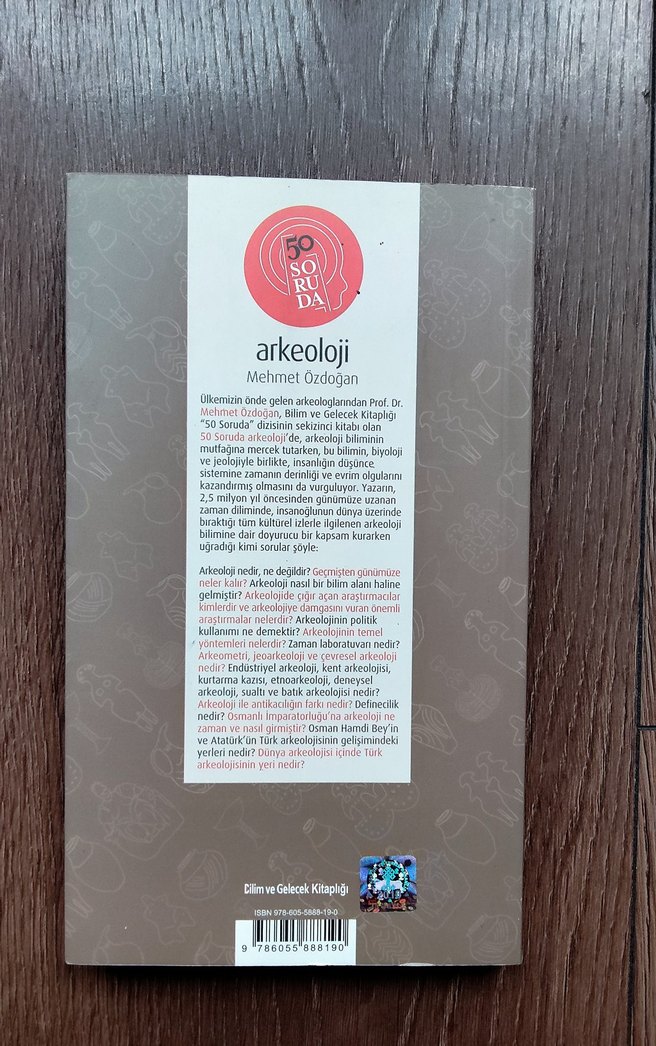 50
SO
RU
DA
arkeoloji
Mehmet Özdoğan
Ülkemizin önde gelen arkeologlarından Prof. Dr.
Mehmet Özdoğan, Bilim ve Gelecek Kitaplığı
“50 Soruda” dizisinin sekizinci kitabı olan
50 Soruda arkeoloji’de, arkeoloji biliminin
mutfağına mercek tutarken, bu bilimin, biyoloji
ve jeolojiyle birlikte, insanlığın düşünce
sistemine zamanın derinliği ve evrim olgularını
kazandırmış olmasını da vurguluyor. Yazarın,
2,5 milyon yıl öncesinden günümüze uzanan
zaman diliminde, insanoğlunun dünya üzerinde
bıraktığı tüm kültürel izlerle ilgilenen arkeoloji
bilimine dair doyurucu bir kapsam kurarken
uğradığı kimi sorular şöyle:
Arkeoloji nedir, ne değildir? Geçmişten günümüze
neler kalır? Arkeoloji nasıl bir bilim alanı haline
gelmiştir? Arkeolojide çığır açan araştırmacılar
kimlerdir ve arkeolojiye damgasını vuran önemli
araştırmalar nelerdir? Arkeolojinin politik
kullanımı ne demektir? Arkeolojinin temel
yöntemleri nelerdir? Zaman laboratuvarı nedir?
Arkeometri, jeoarkeoloji ve çevresel arkeoloji
nedir? Endüstriyel arkeoloji, kent arkeolojisi,
kurtarma kazısı, etnoarkeoloji, deneysel
arkeoloji, sualtı ve batık arkeolojisi nedir?
Arkeoloji ile antikacılığın farkı nedir? Definecilik
nedir? Osmanlı İmparatorluğu’na arkeoloji ne
zaman ve nasıl girmiştir? Osman Hamdi Bey’in
ve Atatürk’ün Türk arkeolojisinin gelişimindeki
yerleri nedir? Dünya arkeolojisi içinde Türk
arkeolojisinin yeri nedir?
Bilim ve Gelecek Kitaplığı
ISBN 978-605-5888-19-0
9 786055 888190